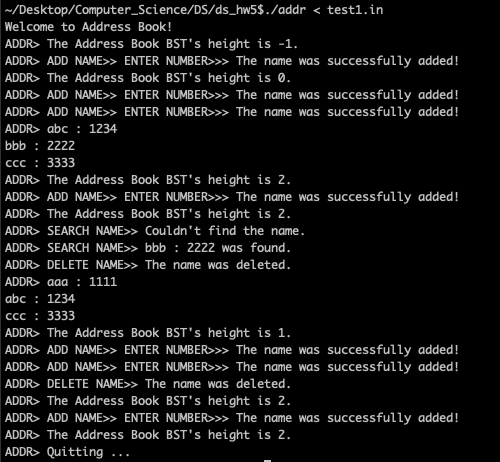 ~/Desktop/Computer_Science/DS/ds_hw5$./addr < test1.in
Welcome to Address Book!
ADDR> The Address Book BST's height is -1.
ADDR> ADD NAME>> ENTER NUMBER>>> The name was successfully added!
ADDR> The Address Book BST's height is 0.
ADDR> ADD NAME>> ENTER NUMBER>>> The name was successfully added!
ADDR> ADD NAME>> ENTER NUMBER>>> The name was successfully added!
ADDR> abc : 1234
bbb : 2222
ccc : 3333
ADDR> The Address Book BST's height is 2.
ADDR> ADD NAME>> ENTER NUMBER>>> The name was successfully added!
ADDR> The Address Book BST's height is 2.
ADDR> SEARCH NAME>> Couldn't find the name.
ADDR> SEARCH NAME>> bbb : 2222 was found.
ADDR> DELETE NAME>> The name was deleted.
ADDR> aaa : 1111
abc : 1234
ccc : 3333
ADDR> The Address Book BST's height is 1.
ADDR> ADD NAME>> ENTER NUMBER>>> The name was successfully added!
ADDR> ADD NAME>> ENTER NUMBER>>> The name was successfully added!
ADDR> DELETE NAME>> The name was deleted.
ADDR> The Address Book BST's height is 2.
ADDR> ADD NAME>> ENTER NUMBER>>> The name was successfully added!
ADDR> The Address Book BST's height is 2.
ADDR> Quitting ...